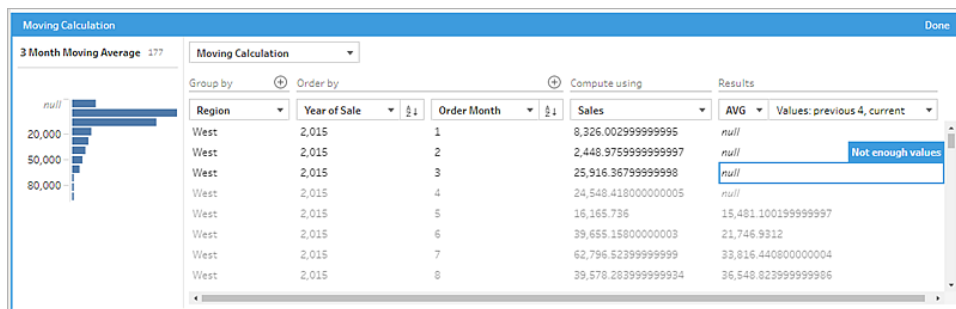 Moving Calculation Done
3 Month Moving Average 177
Moving Calculation
Group by Order by Compute using Results
Region Year of Sale Order Month Sales AVG Values: previous 4, current
null
20,000
50,000
80,000
West 2,015 1 8,326.002999999995 null
West 2,015 2 2,448.9759999999997 null Not enough values
West 2,015 3 25,916.36799999998 null
West 2,015 4 24,548.418000000005 null
West 2,015 5 16,165.736 15,481.100199999997
West 2,015 6 39,655.15800000003 21,746.9312
West 2,015 7 62,796.52399999999 33,816.440800000004
West 2,015 8 39,578.283999999934 36,548.823999999986